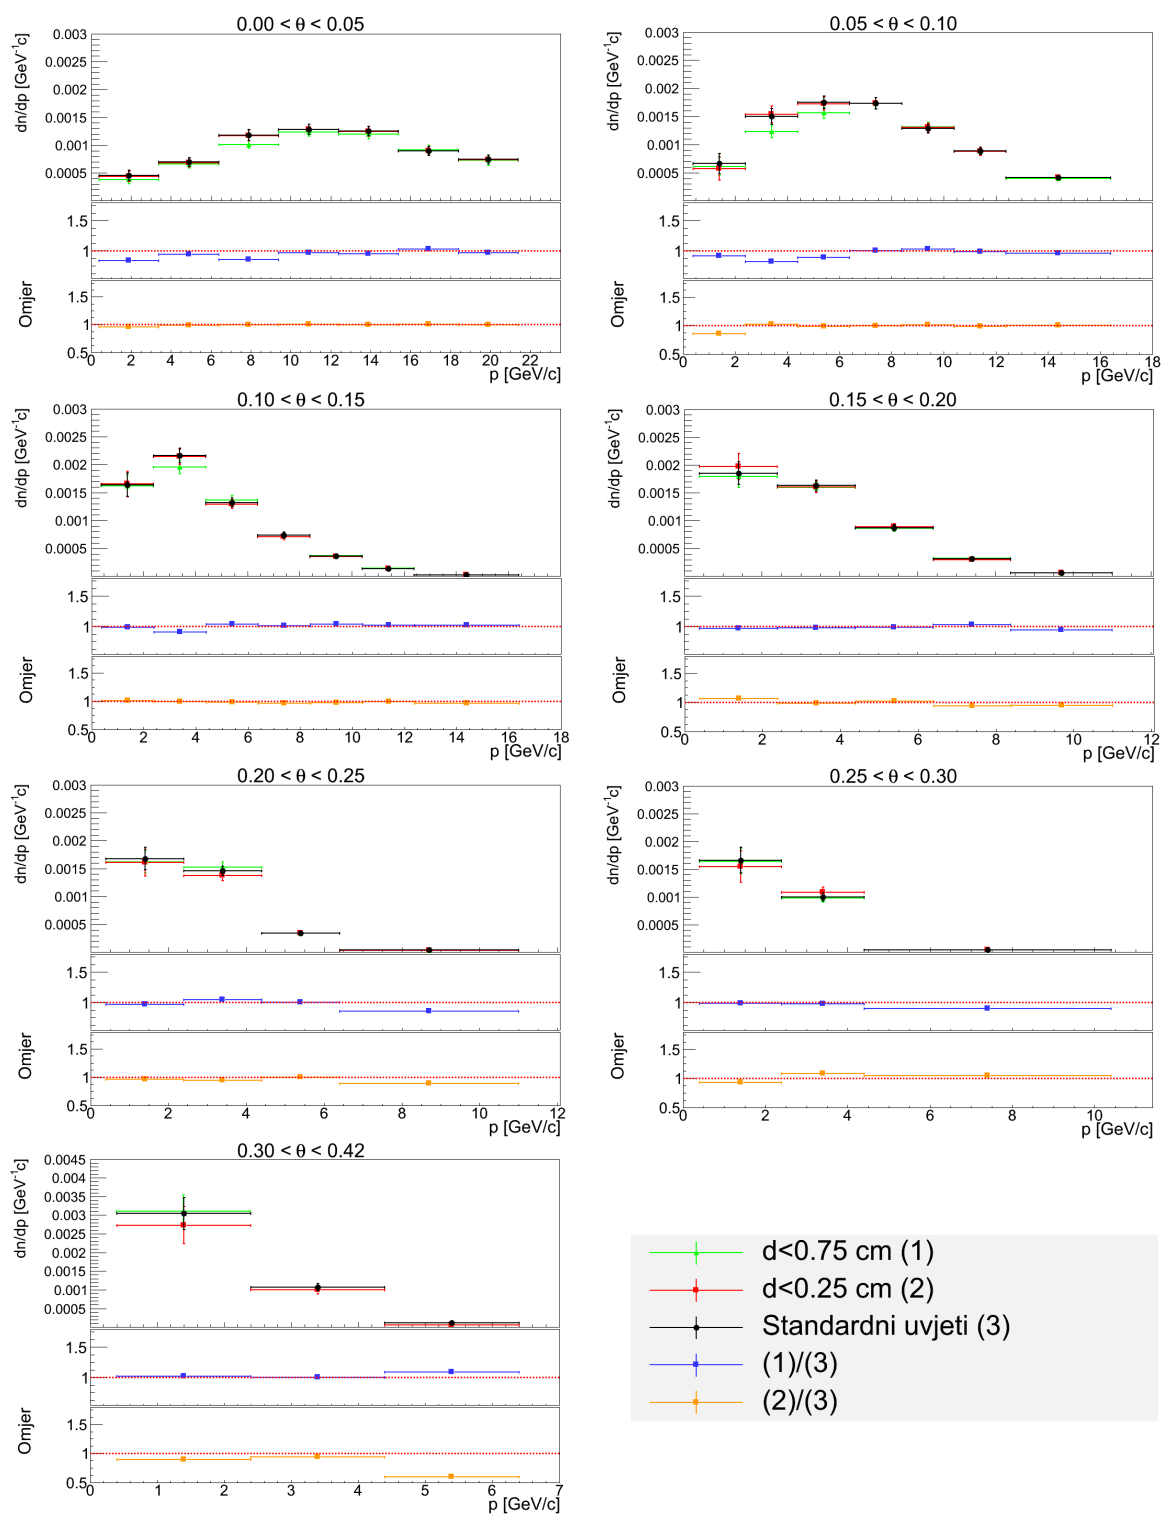 0.00 < θ < 0.05
dn/dp [GeV⁻¹c]
0.003
0.0025
0.002
0.0015
0.001
0.0005
1.5
1
Omjer
1.5
1
0.5
0 2 4 6 8 10 12 14 16 18 20 22
p [GeV/c]
0.05 < θ < 0.10
dn/dp [GeV⁻¹c]
0.003
0.0025
0.002
0.0015
0.001
0.0005
1.5
1
Omjer
1.5
1
0.5
0 2 4 6 8 10 12 14 16 18
p [GeV/c]
0.10 < θ < 0.15
dn/dp [GeV⁻¹c]
0.003
0.0025
0.002
0.0015
0.001
0.0005
1.5
1
Omjer
1.5
1
0.5
0 2 4 6 8 10 12 14 16 18
p [GeV/c]
0.15 < θ < 0.20
dn/dp [GeV⁻¹c]
0.003
0.0025
0.002
0.0015
0.001
0.0005
1.5
1
Omjer
1.5
1
0.5
0 2 4 6 8 10 12
p [GeV/c]
0.20 < θ < 0.25
dn/dp [GeV⁻¹c]
0.003
0.0025
0.002
0.0015
0.001
0.0005
1.5
1
Omjer
1.5
1
0.5
0 2 4 6 8 10 12
p [GeV/c]
0.25 < θ < 0.30
dn/dp [GeV⁻¹c]
0.003
0.0025
0.002
0.0015
0.001
0.0005
1.5
1
Omjer
1.5
1
0.5
0 2 4 6 8 10
p [GeV/c]
0.30 < θ < 0.42
dn/dp [GeV⁻¹c]
0.0045
0.004
0.0035
0.003
0.0025
0.002
0.0015
0.001
0.0005
1.5
1
Omjer
1.5
1
0.5
0 1 2 3 4 5 6 7
p [GeV/c]
d<0.75 cm (1)
d<0.25 cm (2)
Standardni uvjeti (3)
(1)/(3)
(2)/(3)